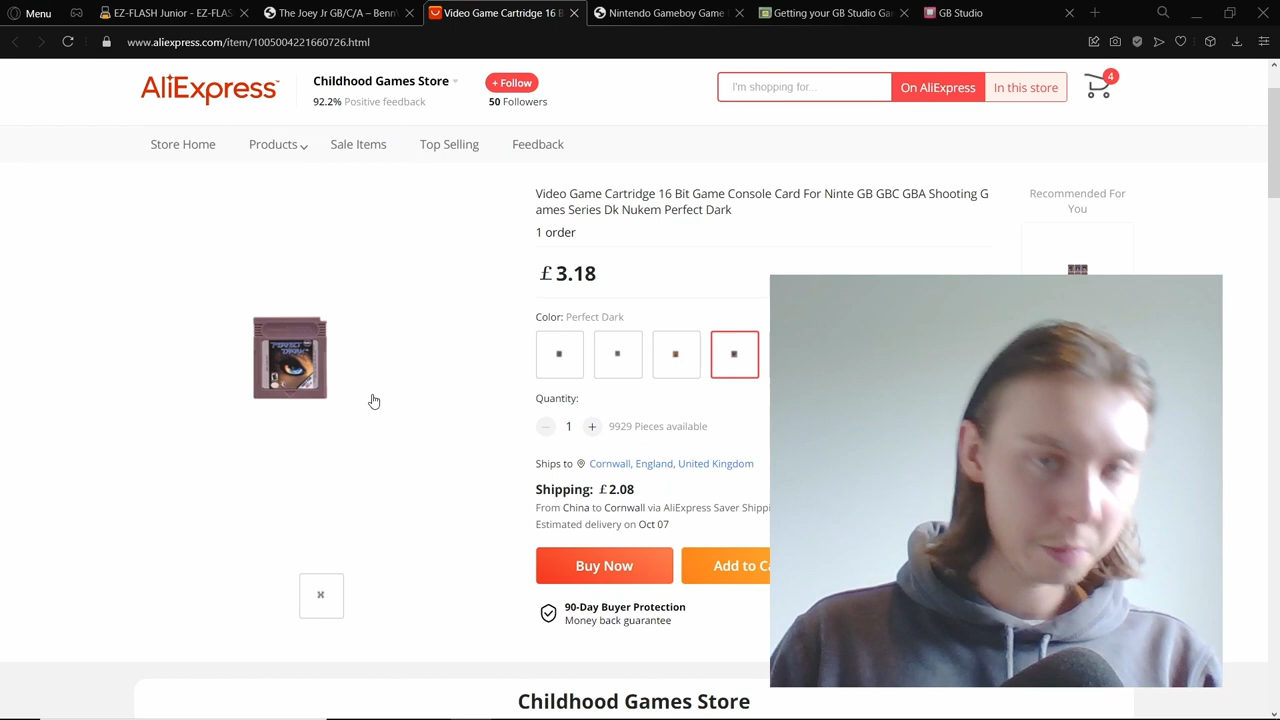 Menu
EZ-FLASH Junior - EZ-FLAS
The Joey Jr GB/C/A – BennV
Video Game Cartridge 16 B
Nintendo Gameboy Game
Getting your GB Studio Ga
GB Studio
www.aliexpress.com/item/1005004221660726.html
AliExpress
Childhood Games Store
92.2% Positive feedback
+ Follow
50 Followers
I'm shopping for...
On AliExpress
In this store
4
Store Home
Products
Sale Items
Top Selling
Feedback
Video Game Cartridge 16 Bit Game Console Card For Ninte GB GBC GBA Shooting G
ames Series Dk Nukem Perfect Dark
1 order
£3.18
Color: Perfect Dark
Quantity:
1
9929 Pieces available
Ships to
Cornwall, England, United Kingdom
Shipping: £2.08
From China to Cornwall via AliExpress Saver Shippi
Estimated delivery on Oct 07
Buy Now
Add to Ca
90-Day Buyer Protection
Money back guarantee
Recommended For
You
PERFECT
DARK
Childhood Games Store